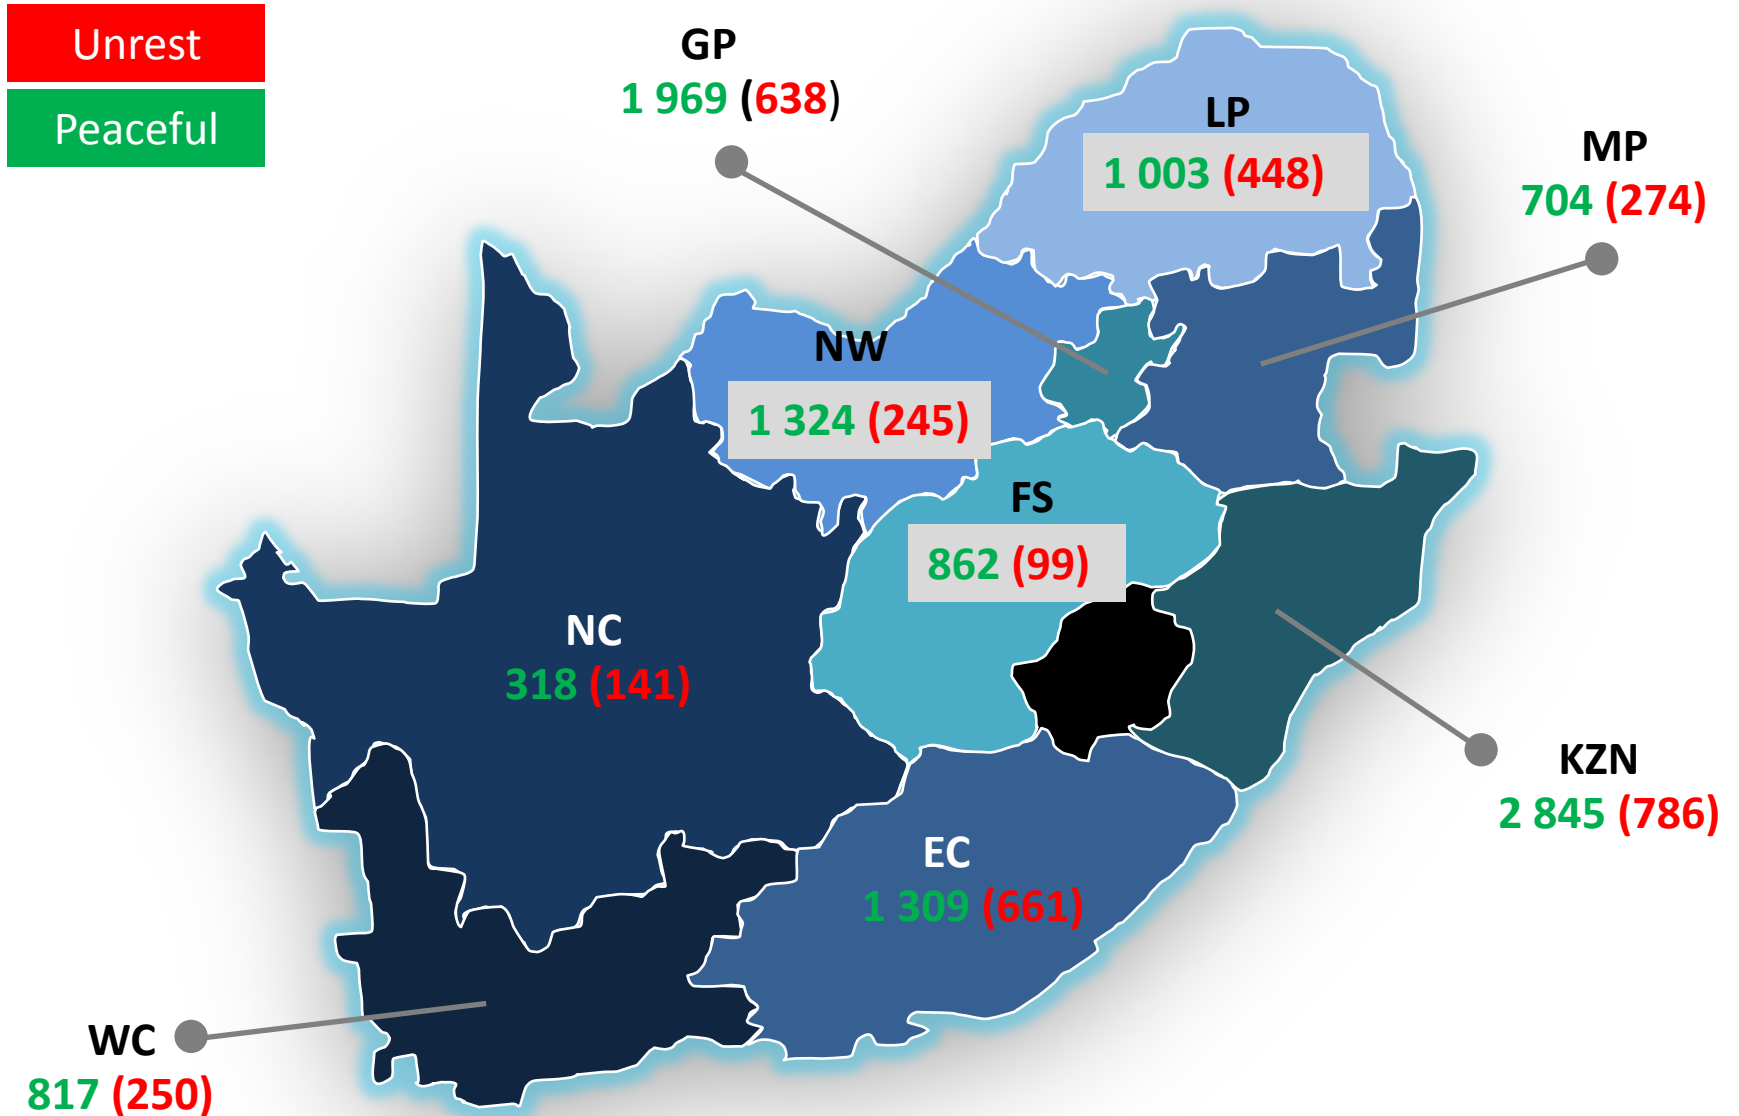 Unrest
Peaceful
GP
1 969 (638)
LP
1 003 (448)
MP
704 (274)
NW
1 324 (245)
FS
862 (99)
NC
318 (141)
KZN
2 845 (786)
EC
1 309 (661)
WC
817 (250)